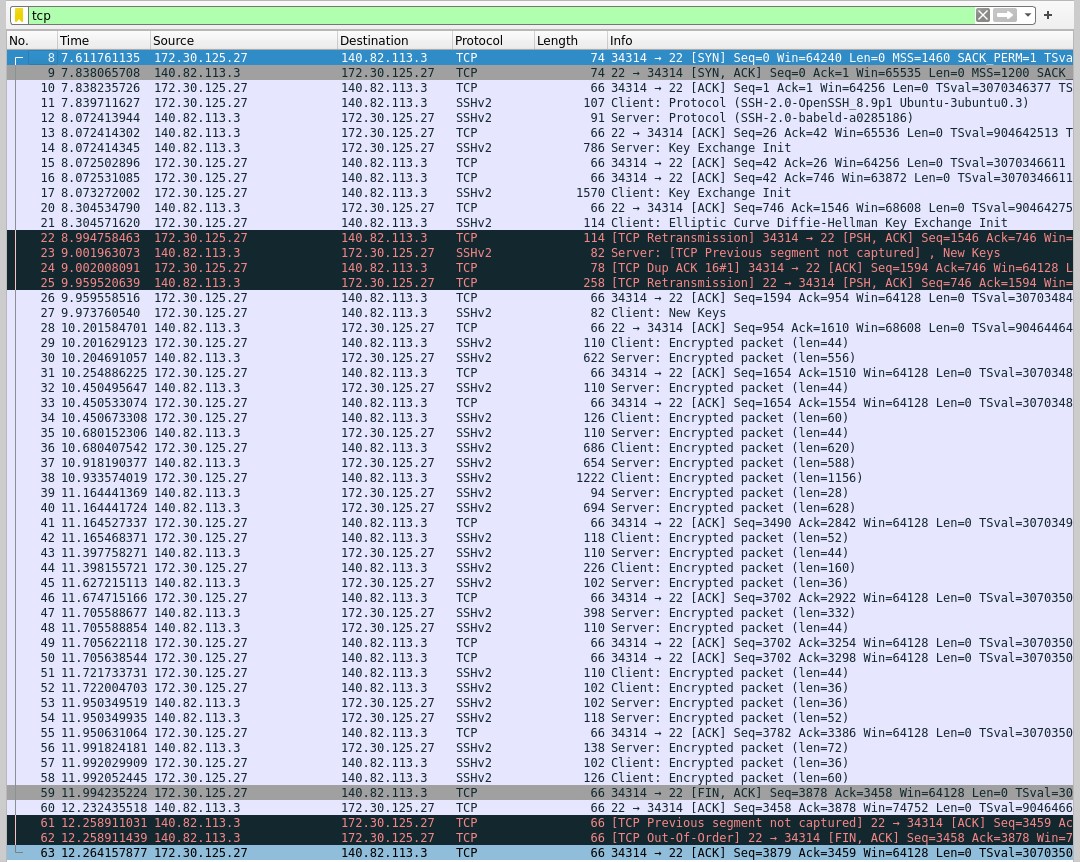 tcp
No. Time Source Destination Protocol Length Info
8 7.611761135 172.30.125.27 140.82.113.3 TCP 74 34314 → 22 [SYN] Seq=0 Win=64240 Len=0 MSS=1460 SACK_PERM=1 TSva
9 7.838065708 140.82.113.3 172.30.125.27 TCP 74 22 → 34314 [SYN, ACK] Seq=0 Ack=1 Win=65535 Len=0 MSS=1200 SACK_
10 7.838235726 172.30.125.27 140.82.113.3 TCP 66 34314 → 22 [ACK] Seq=1 Ack=1 Win=64256 Len=0 TSval=3070346377 TS
11 7.839711627 172.30.125.27 140.82.113.3 SSHv2 107 Client: Protocol (SSH-2.0-OpenSSH_8.9p1 Ubuntu-3ubuntu0.3)
12 8.072413944 140.82.113.3 172.30.125.27 SSHv2 91 Server: Protocol (SSH-2.0-babeld-a0285186)
13 8.072414302 140.82.113.3 172.30.125.27 TCP 66 22 → 34314 [ACK] Seq=26 Ack=42 Win=65536 Len=0 TSval=904642513 T
14 8.072414345 140.82.113.3 172.30.125.27 SSHv2 786 Server: Key Exchange Init
15 8.072502896 172.30.125.27 140.82.113.3 TCP 66 34314 → 22 [ACK] Seq=42 Ack=26 Win=64256 Len=0 TSval=3070346611
16 8.072531085 172.30.125.27 140.82.113.3 TCP 66 34314 → 22 [ACK] Seq=42 Ack=746 Win=63872 Len=0 TSval=3070346611
17 8.073272002 172.30.125.27 140.82.113.3 SSHv2 1570 Client: Key Exchange Init
20 8.304534790 140.82.113.3 172.30.125.27 TCP 66 22 → 34314 [ACK] Seq=746 Ack=1546 Win=68608 Len=0 TSval=90464275
21 8.304571620 172.30.125.27 140.82.113.3 SSHv2 114 Client: Elliptic Curve Diffie-Hellman Key Exchange Init
22 8.994758463 172.30.125.27 140.82.113.3 TCP 114 [TCP Retransmission] 34314 → 22 [PSH, ACK] Seq=1546 Ack=746 Win=
23 9.001963073 140.82.113.3 172.30.125.27 SSHv2 82 Server: [TCP Previous segment not captured] , New Keys
24 9.002008091 172.30.125.27 140.82.113.3 TCP 78 [TCP Dup ACK 16#1] 34314 → 22 [ACK] Seq=1594 Ack=746 Win=64128 L
25 9.959520639 140.82.113.3 172.30.125.27 TCP 258 [TCP Retransmission] 22 → 34314 [PSH, ACK] Seq=746 Ack=1594 Win=
26 9.959558516 172.30.125.27 140.82.113.3 TCP 66 34314 → 22 [ACK] Seq=1594 Ack=954 Win=64128 Len=0 TSval=30703484
27 9.973760540 172.30.125.27 140.82.113.3 SSHv2 82 Client: New Keys
28 10.201584701 140.82.113.3 172.30.125.27 TCP 66 22 → 34314 [ACK] Seq=954 Ack=1610 Win=68608 Len=0 TSval=90464464
29 10.201629123 172.30.125.27 140.82.113.3 SSHv2 110 Client: Encrypted packet (len=44)
30 10.204691057 140.82.113.3 172.30.125.27 SSHv2 622 Server: Encrypted packet (len=556)
31 10.254886225 172.30.125.27 140.82.113.3 TCP 66 34314 → 22 [ACK] Seq=1654 Ack=1510 Win=64128 Len=0 TSval=3070348
32 10.450495647 140.82.113.3 172.30.125.27 SSHv2 110 Server: Encrypted packet (len=44)
33 10.450533074 172.30.125.27 140.82.113.3 TCP 66 34314 → 22 [ACK] Seq=1654 Ack=1554 Win=64128 Len=0 TSval=3070348
34 10.450673308 172.30.125.27 140.82.113.3 SSHv2 126 Client: Encrypted packet (len=60)
35 10.680152306 140.82.113.3 172.30.125.27 SSHv2 110 Server: Encrypted packet (len=44)
36 10.680407542 172.30.125.27 140.82.113.3 SSHv2 686 Client: Encrypted packet (len=620)
37 10.918190377 140.82.113.3 172.30.125.27 SSHv2 654 Server: Encrypted packet (len=588)
38 10.933574019 172.30.125.27 140.82.113.3 SSHv2 1222 Client: Encrypted packet (len=1156)
39 11.164441369 140.82.113.3 172.30.125.27 SSHv2 94 Server: Encrypted packet (len=28)
40 11.164441724 140.82.113.3 172.30.125.27 SSHv2 694 Server: Encrypted packet (len=628)
41 11.164527337 172.30.125.27 140.82.113.3 TCP 66 34314 → 22 [ACK] Seq=3490 Ack=2842 Win=64128 Len=0 TSval=3070349
42 11.165468371 172.30.125.27 140.82.113.3 SSHv2 118 Client: Encrypted packet (len=52)
43 11.397758271 140.82.113.3 172.30.125.27 SSHv2 110 Server: Encrypted packet (len=44)
44 11.398155721 172.30.125.27 140.82.113.3 SSHv2 226 Client: Encrypted packet (len=160)
45 11.627215113 140.82.113.3 172.30.125.27 SSHv2 102 Server: Encrypted packet (len=36)
46 11.674715166 172.30.125.27 140.82.113.3 TCP 66 34314 → 22 [ACK] Seq=3702 Ack=2922 Win=64128 Len=0 TSval=3070350
47 11.705588677 140.82.113.3 172.30.125.27 SSHv2 398 Server: Encrypted packet (len=332)
48 11.705588854 140.82.113.3 172.30.125.27 SSHv2 110 Server: Encrypted packet (len=44)
49 11.705622118 172.30.125.27 140.82.113.3 TCP 66 34314 → 22 [ACK] Seq=3702 Ack=3254 Win=64128 Len=0 TSval=3070350
50 11.705638544 172.30.125.27 140.82.113.3 TCP 66 34314 → 22 [ACK] Seq=3702 Ack=3298 Win=64128 Len=0 TSval=3070350
51 11.721733731 172.30.125.27 140.82.113.3 SSHv2 110 Client: Encrypted packet (len=44)
52 11.722004703 172.30.125.27 140.82.113.3 SSHv2 102 Client: Encrypted packet (len=36)
53 11.950349519 140.82.113.3 172.30.125.27 SSHv2 102 Server: Encrypted packet (len=36)
54 11.950349935 140.82.113.3 172.30.125.27 SSHv2 118 Server: Encrypted packet (len=52)
55 11.950631064 172.30.125.27 140.82.113.3 TCP 66 34314 → 22 [ACK] Seq=3782 Ack=3386 Win=64128 Len=0 TSval=3070350
56 11.991824181 140.82.113.3 172.30.125.27 SSHv2 138 Server: Encrypted packet (len=72)
57 11.992029909 172.30.125.27 140.82.113.3 SSHv2 102 Client: Encrypted packet (len=36)
58 11.992052445 172.30.125.27 140.82.113.3 SSHv2 126 Client: Encrypted packet (len=60)
59 11.994235224 172.30.125.27 140.82.113.3 TCP 66 34314 → 22 [FIN, ACK] Seq=3878 Ack=3458 Win=64128 Len=0 TSval=30
60 12.232435518 140.82.113.3 172.30.125.27 TCP 66 22 → 34314 [ACK] Seq=3458 Ack=3878 Win=74752 Len=0 TSval=9046466
61 12.258911031 140.82.113.3 172.30.125.27 TCP 66 [TCP Previous segment not captured] 22 → 34314 [ACK] Seq=3459 Ac
62 12.258911439 140.82.113.3 172.30.125.27 TCP 66 [TCP Out-Of-Order] 22 → 34314 [FIN, ACK] Seq=3458 Ack=3878 Win=7
63 12.264157877 172.30.125.27 140.82.113.3 TCP 66 34314 → 22 [ACK] Seq=3879 Ack=3459 Win=64128 Len=0 TSval=3070350